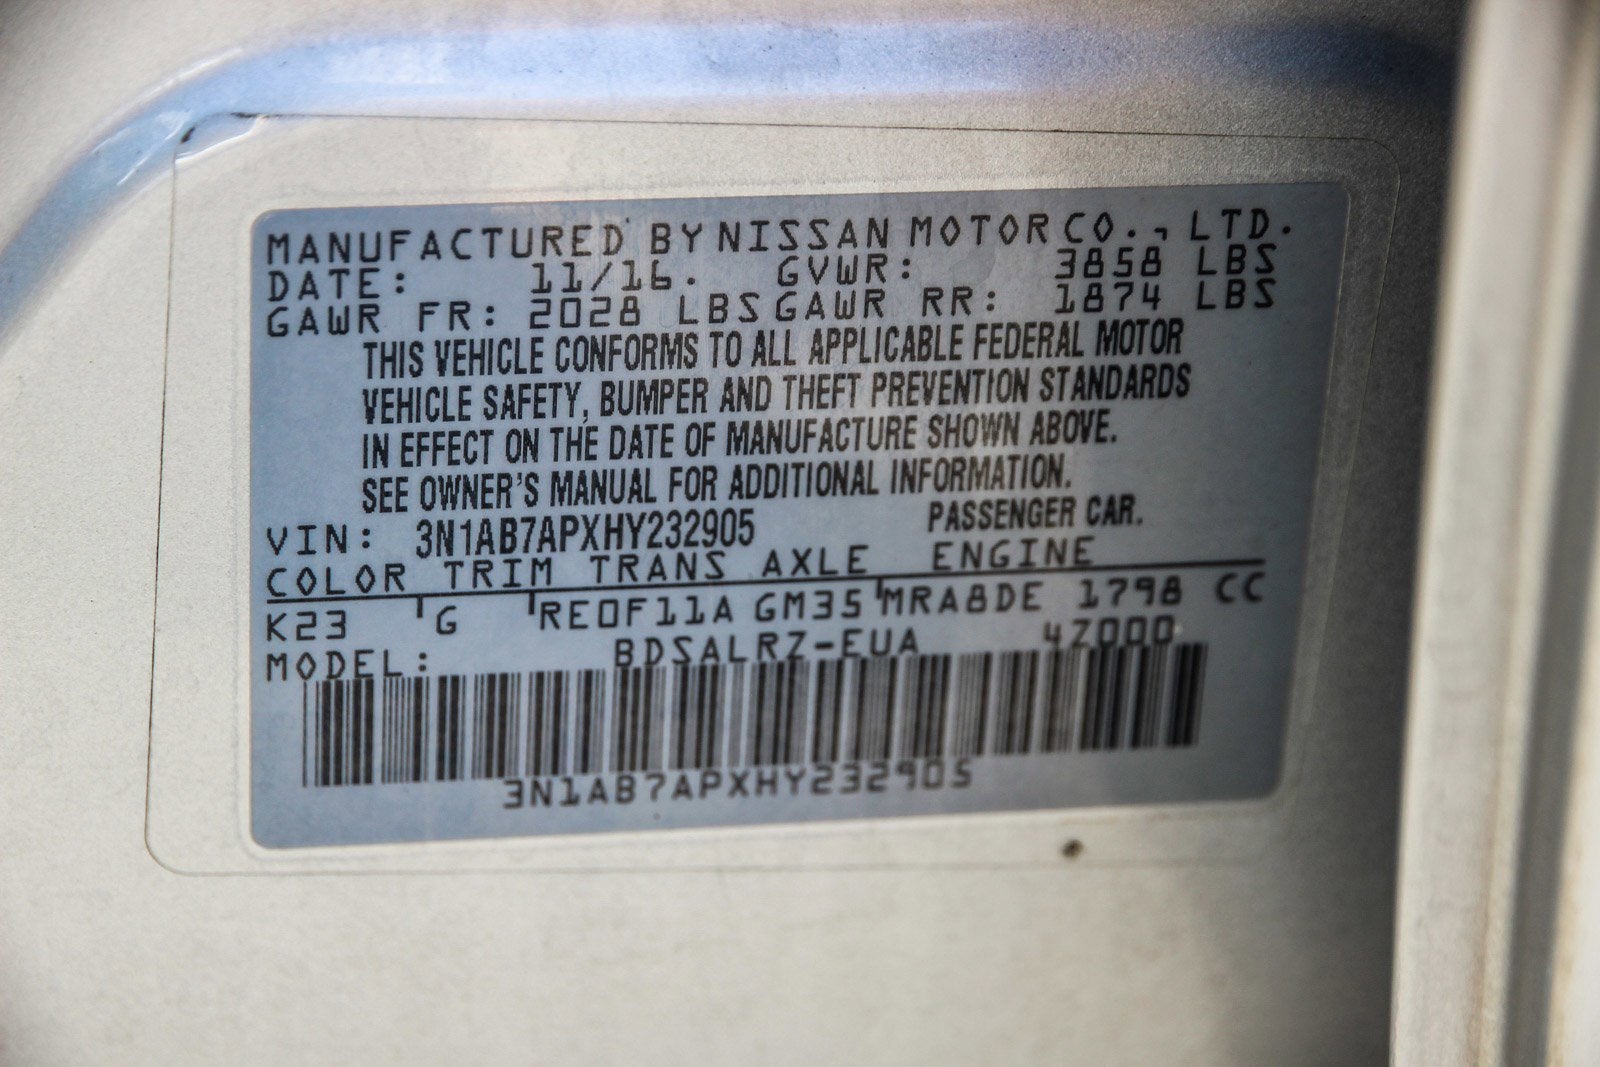 MANUFACTURED BY NISSAN MOTOR CO., LTD.
DATE: 11/16. GVWR: 3858 LBS
GAWR FR: 2028 LBS GAWR RR: 1874 LBS
THIS VEHICLE CONFORMS TO ALL APPLICABLE FEDERAL MOTOR
VEHICLE SAFETY, BUMPER AND THEFT PREVENTION STANDARDS
IN EFFECT ON THE DATE OF MANUFACTURE SHOWN ABOVE.
SEE OWNER'S MANUAL FOR ADDITIONAL INFORMATION.
VIN: 3N1AB7APXHY232905 PASSENGER CAR.
COLOR TRIM TRANS AXLE ENGINE
K23 G RE0F11A GM35 MRA8DE 1798 CC
MODEL: BDSALRZ-EUA 4Z000
3N1AB7APXHY232905